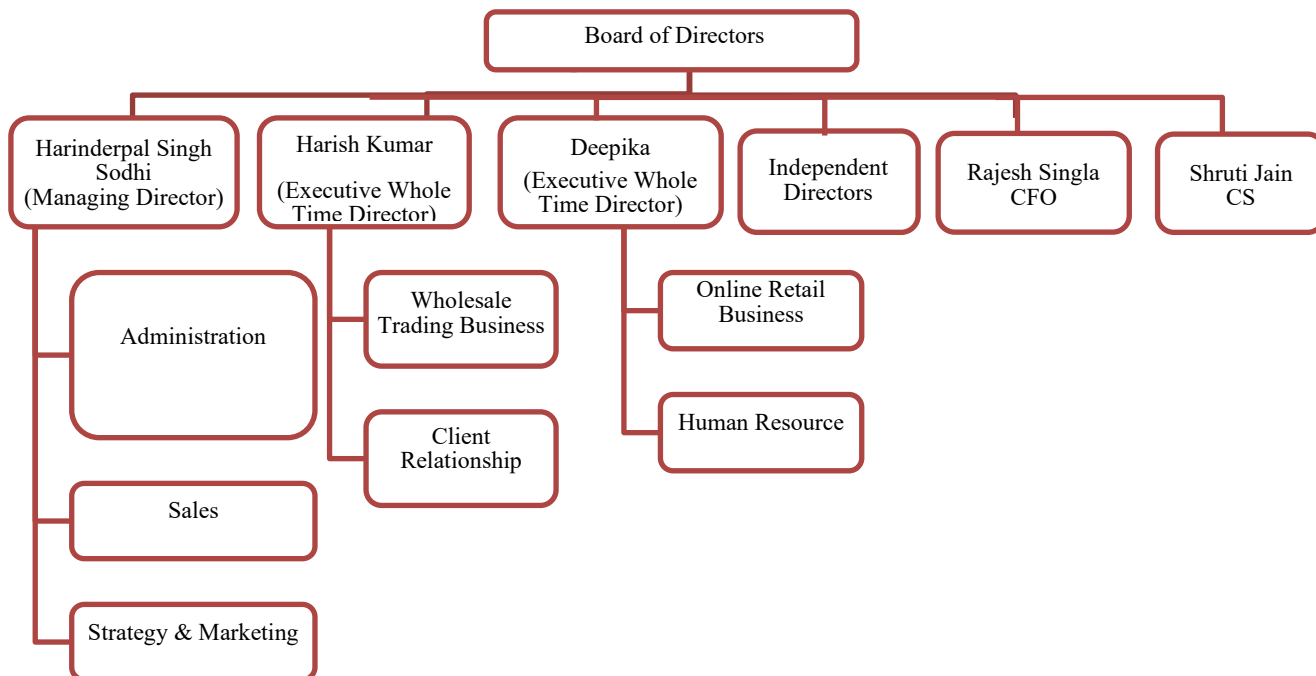 Board of Directors
Harinderpal Singh
Sodhi
(Managing Director)
Harish Kumar
(Executive Whole
Time Director)
Deepika
(Executive Whole
Time Director)
Independent
Directors
Rajesh Singla
CFO
Shruti Jain
CS
Administration
Sales
Strategy & Marketing
Wholesale
Trading Business
Client
Relationship
Online Retail
Business
Human Resource